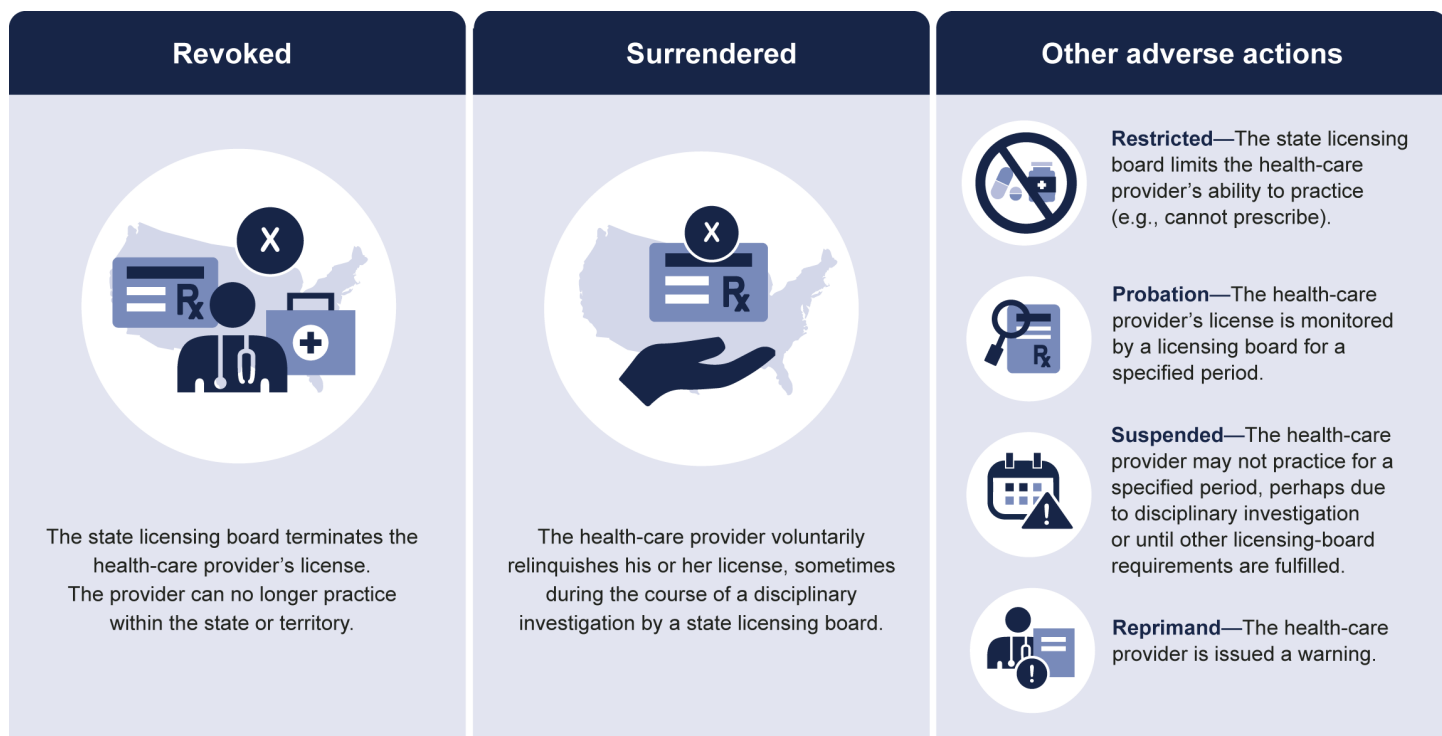 Revoked
X
Rx
The state licensing board terminates the
health-care provider's license.
The provider can no longer practice
within the state or territory.
Surrendered
X
Rx
The health-care provider voluntarily
relinquishes his or her license, sometimes
during the course of a disciplinary
investigation by a state licensing board.
Other adverse actions
Restricted—The state licensing
board limits the health-care
provider's ability to practice
(e.g., cannot prescribe).
Rx
Probation—The health-care
provider's license is monitored
by a licensing board for a
specified period.
!
Suspended—The health-care
provider may not practice for a
specified period, perhaps due
to disciplinary investigation
or until other licensing-board
requirements are fulfilled.
!
Reprimand—The health-care
provider is issued a warning.